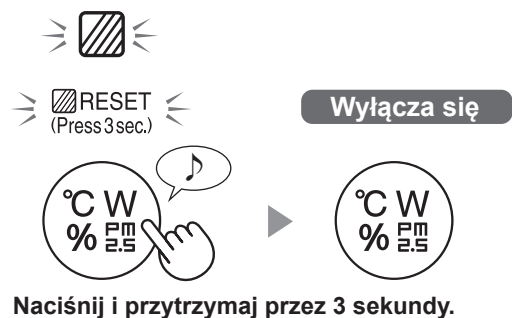 RESET
(Press 3 sec.)
Wyłącza się
°C W
% PM
2.5
°C W
% PM
2.5
Naciśnij i przytrzymaj przez 3 sekundy.